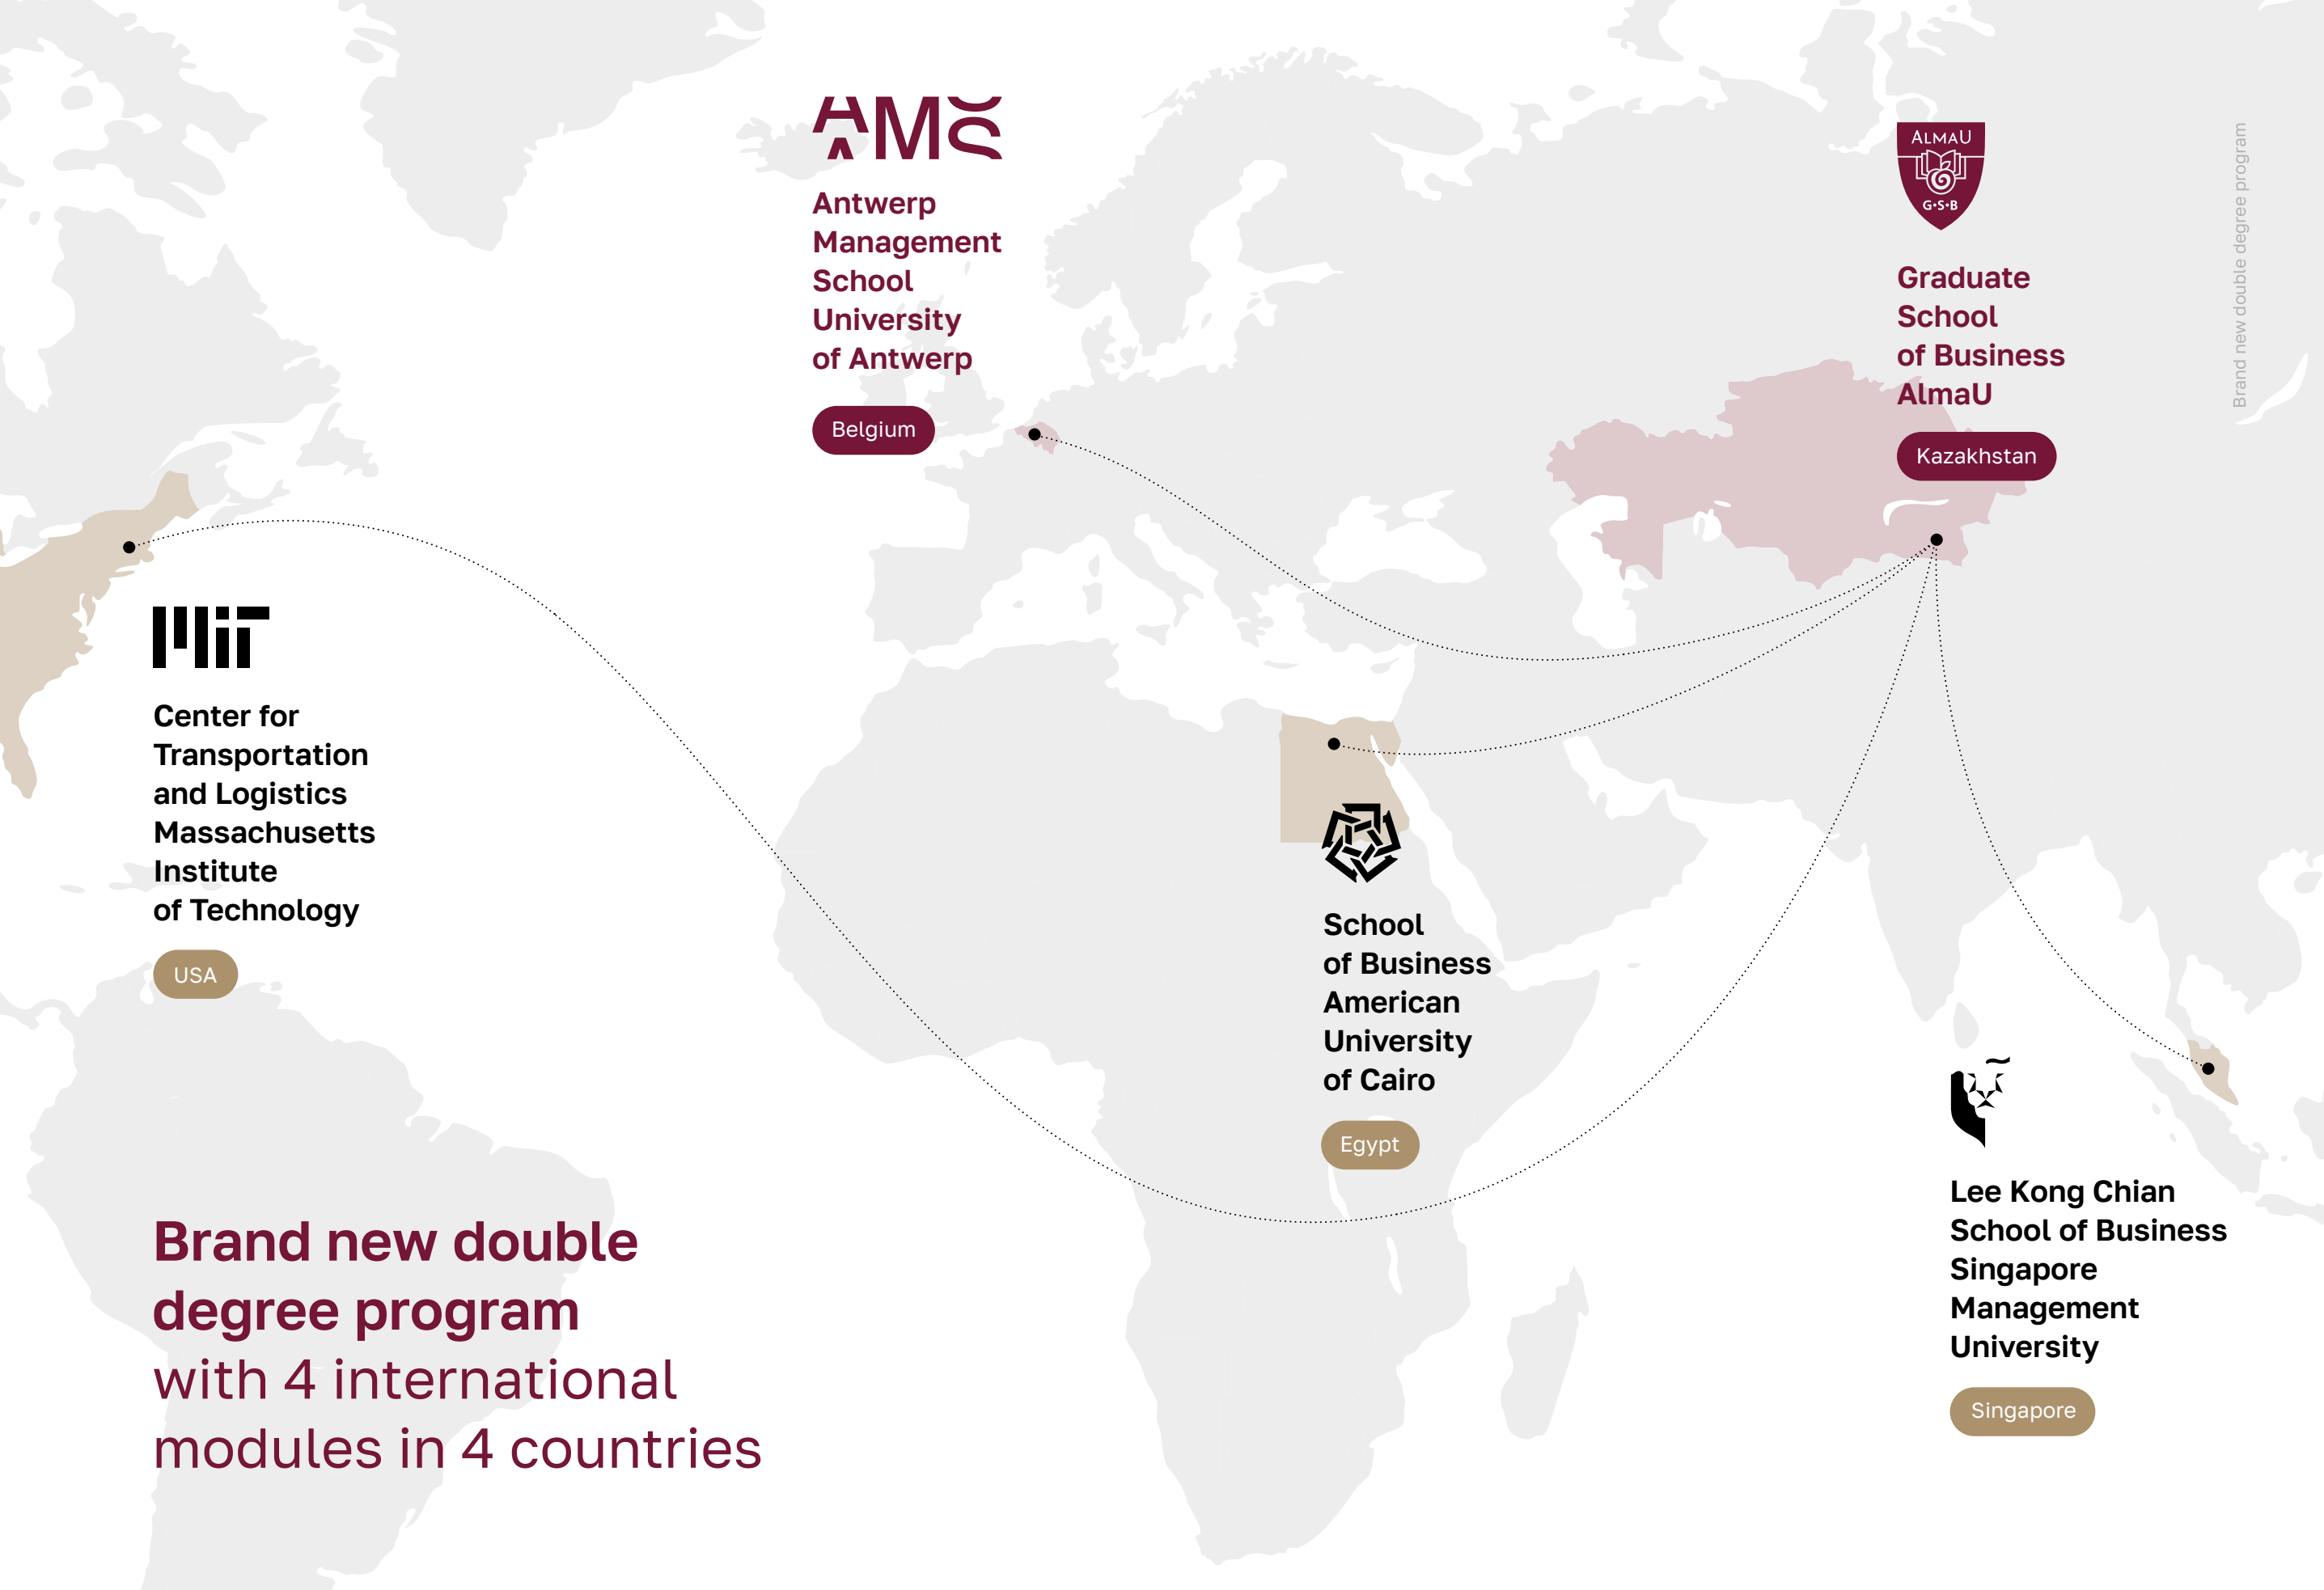 AMS
Antwerp
Management
School
University
of Antwerp
Belgium
ALMAU
G•S•B
Graduate
School
of Business
AlmaU
Kazakhstan
Brand new double degree program
MIT
Center for
Transportation
and Logistics
Massachusetts
Institute
of Technology
USA
School
of Business
American
University
of Cairo
Egypt
Lee Kong Chian
School of Business
Singapore
Management
University
Singapore
Brand new double
degree program
with 4 international
modules in 4 countries